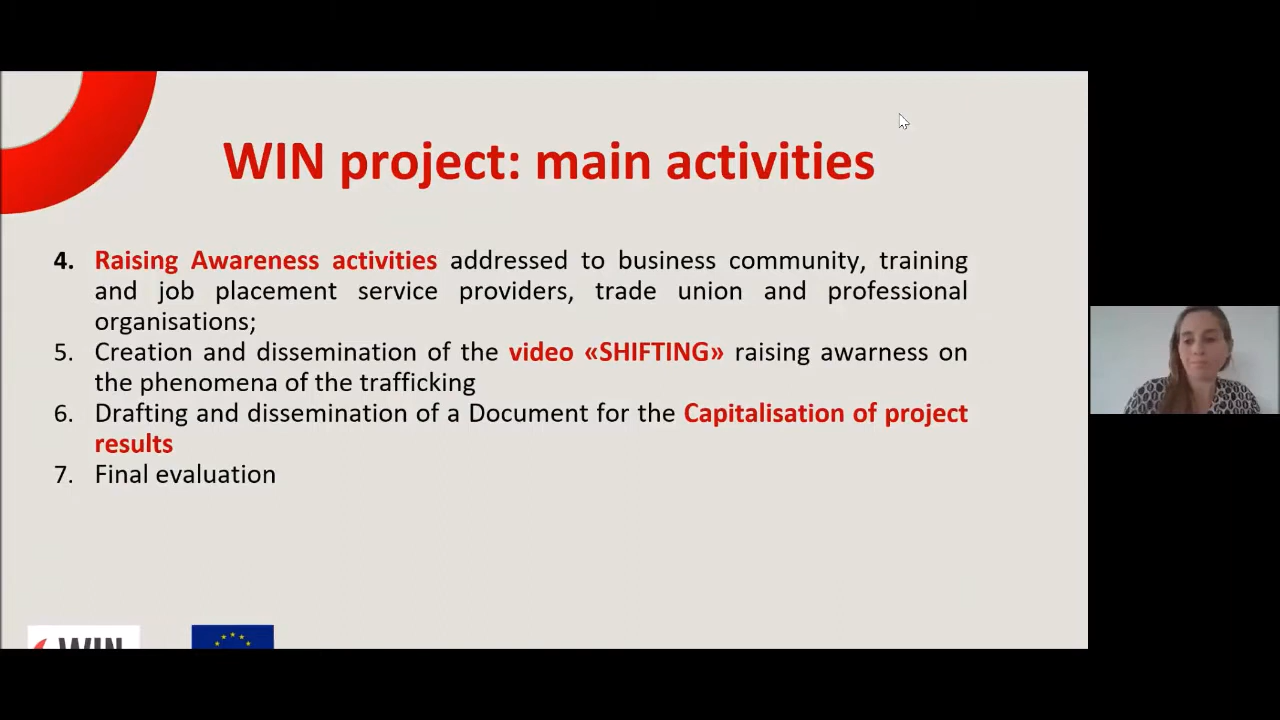 WIN project: main activities
4. Raising Awareness activities addressed to business community, training
and job placement service providers, trade union and professional
organisations;
5. Creation and dissemination of the video «SHIFTING» raising awarness on
the phenomena of the trafficking
6. Drafting and dissemination of a Document for the Capitalisation of project
results
7. Final evaluation
WIN